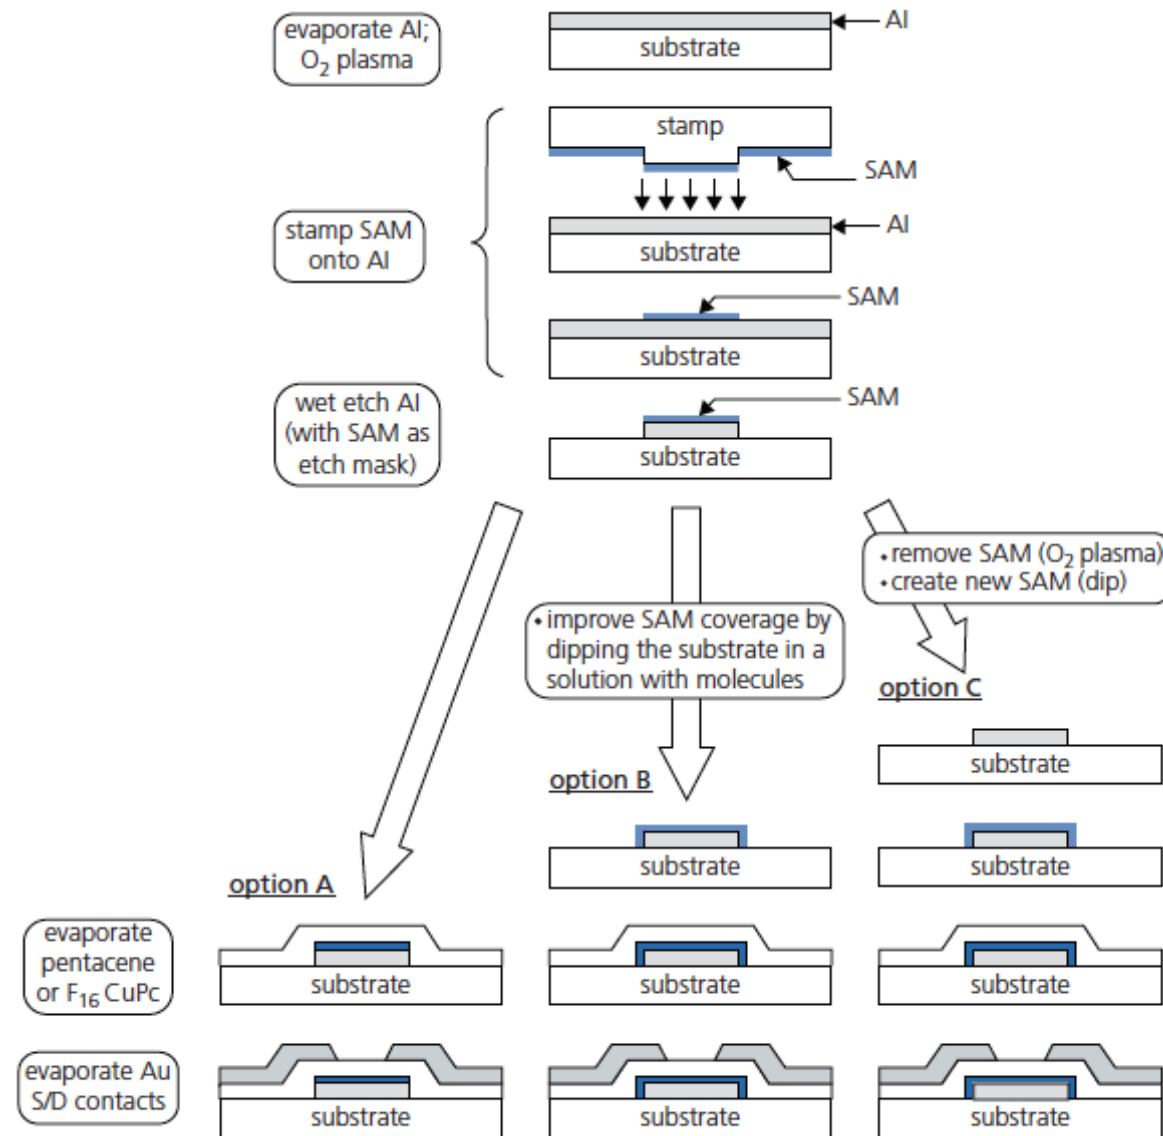 evaporate Al;
O₂ plasma
Al
substrate
stamp
SAM
stamp SAM
onto Al
Al
substrate
SAM
substrate
wet etch Al
(with SAM as
etch mask)
SAM
substrate
• remove SAM (O₂ plasma)
• create new SAM (dip)
• improve SAM coverage by
dipping the substrate in a
solution with molecules
option C
substrate
option B
substrate
substrate
option A
evaporate
pentacene
or F₁₆ CuPc
substrate
substrate
substrate
evaporate Au
S/D contacts
substrate
substrate
substrate